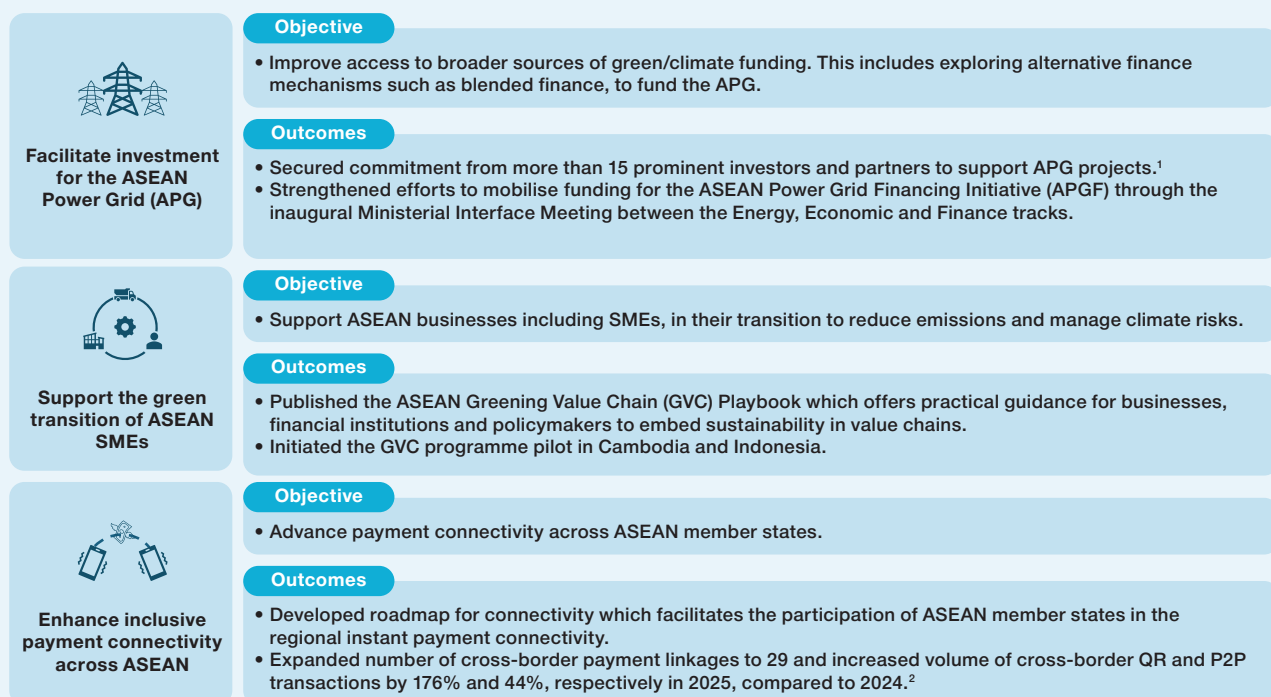 Facilitate investment
for the ASEAN
Power Grid (APG)
Objective
• Improve access to broader sources of green/climate funding. This includes exploring alternative finance
mechanisms such as blended finance, to fund the APG.
Outcomes
• Secured commitment from more than 15 prominent investors and partners to support APG projects.¹
• Strengthened efforts to mobilise funding for the ASEAN Power Grid Financing Initiative (APGF) through the
inaugural Ministerial Interface Meeting between the Energy, Economic and Finance tracks.
Support the green
transition of ASEAN
SMEs
Objective
• Support ASEAN businesses including SMEs, in their transition to reduce emissions and manage climate risks.
Outcomes
• Published the ASEAN Greening Value Chain (GVC) Playbook which offers practical guidance for businesses,
financial institutions and policymakers to embed sustainability in value chains.
• Initiated the GVC programme pilot in Cambodia and Indonesia.
Enhance inclusive
payment connectivity
across ASEAN
Objective
• Advance payment connectivity across ASEAN member states.
Outcomes
• Developed roadmap for connectivity which facilitates the participation of ASEAN member states in the
regional instant payment connectivity.
• Expanded number of cross-border payment linkages to 29 and increased volume of cross-border QR and P2P
transactions by 176% and 44%, respectively in 2025, compared to 2024.²